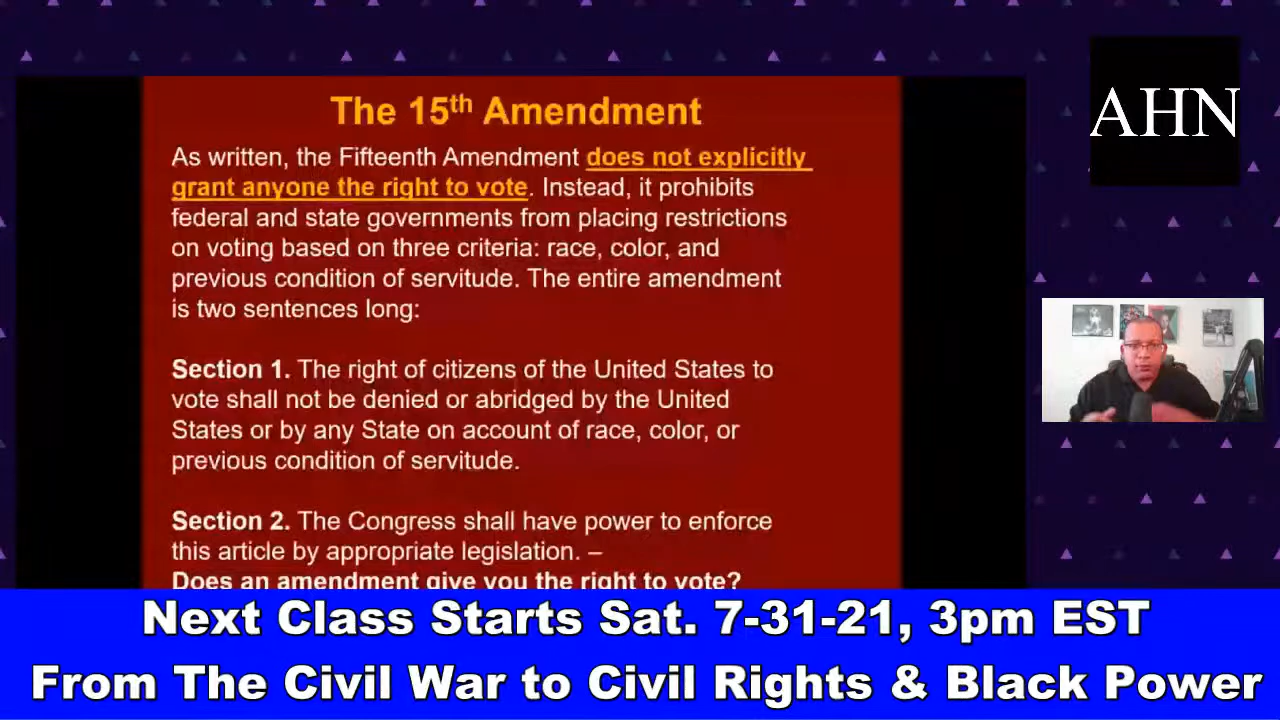 The 15th Amendment
AHN
As written, the Fifteenth Amendment does not explicitly
grant anyone the right to vote. Instead, it prohibits
federal and state governments from placing restrictions
on voting based on three criteria: race, color, and
previous condition of servitude. The entire amendment
is two sentences long:
Section 1. The right of citizens of the United States to
vote shall not be denied or abridged by the United
States or by any State on account of race, color, or
previous condition of servitude.
Section 2. The Congress shall have power to enforce
this article by appropriate legislation. –
Does an amendment give you the right to vote?
Next Class Starts Sat. 7-31-21, 3pm EST
From The Civil War to Civil Rights & Black Power